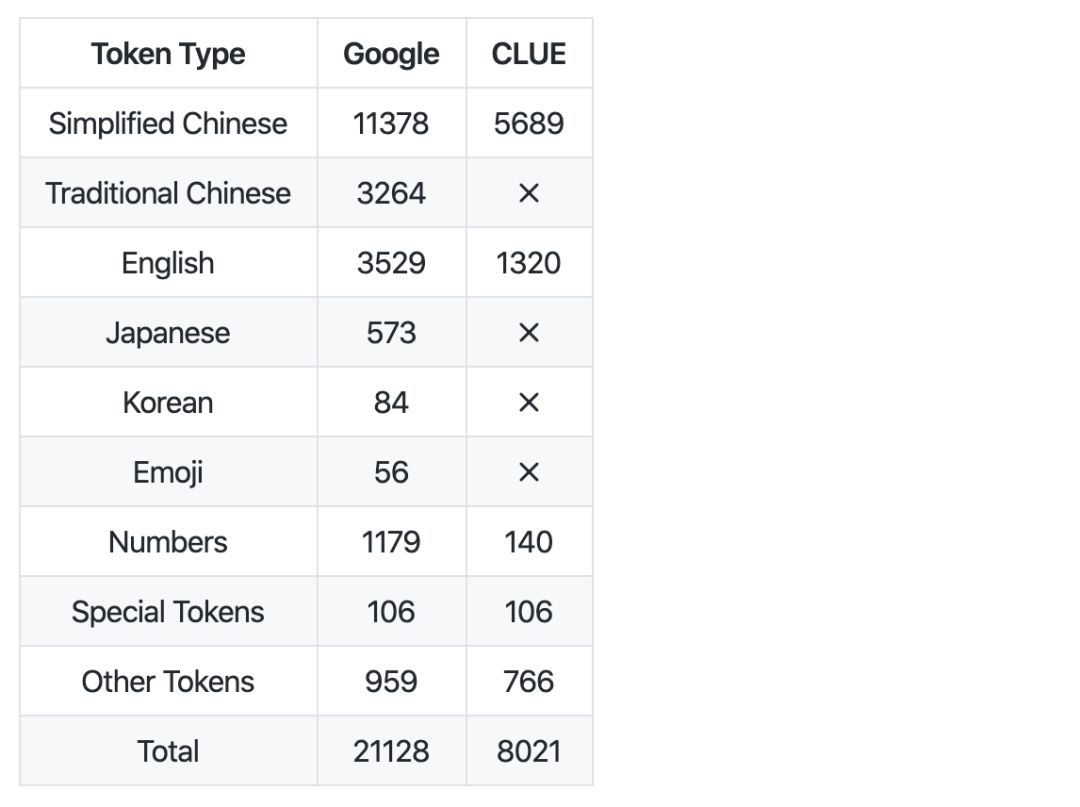 Token Type Google CLUE
Simplified Chinese 11378 5689
Traditional Chinese 3264 ×
English 3529 1320
Japanese 573 ×
Korean 84 ×
Emoji 56 ×
Numbers 1179 140
Special Tokens 106 106
Other Tokens 959 766
Total 21128 8021